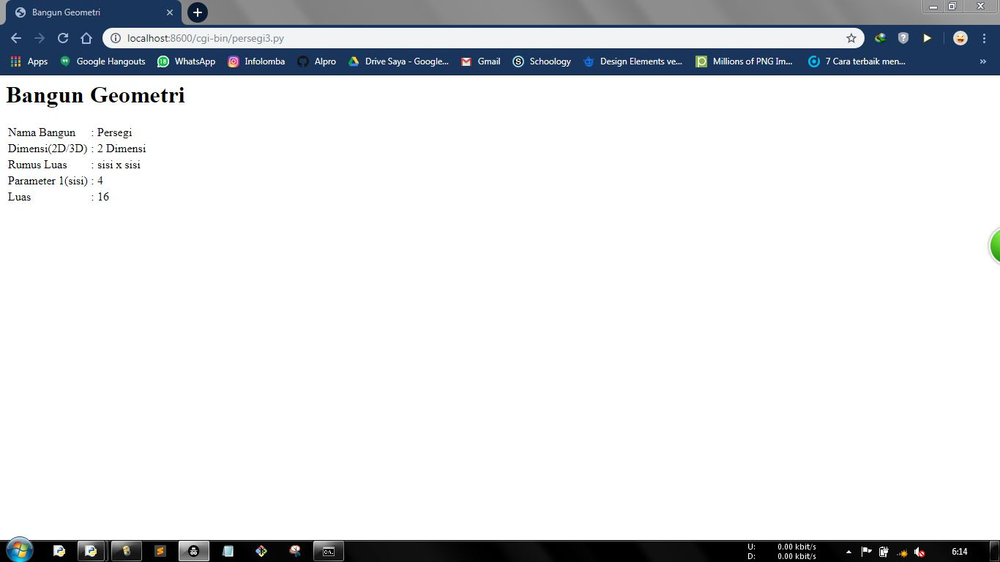 Bangun Geometri
localhost:8600/cgi-bin/persegi3.py
Apps Google Hangouts WhatsApp Infolomba Alpro Drive Saya - Google... Gmail Schoology Design Elements ve... Millions of PNG Im... 7 Cara terbaik men... »
Bangun Geometri
Nama Bangun : Persegi
Dimensi(2D/3D) : 2 Dimensi
Rumus Luas : sisi x sisi
Parameter 1(sisi) : 4
Luas : 16
U: 0.00 kbit/s
D: 0.00 kbit/s
6:14